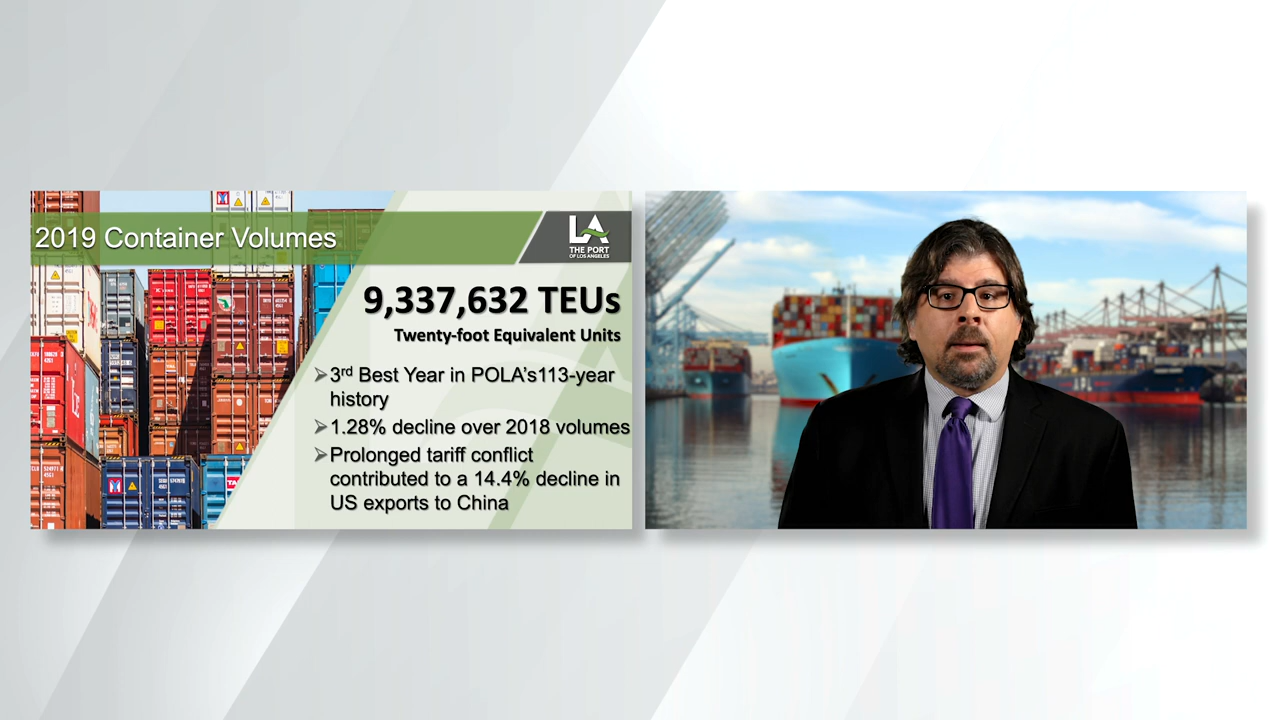 2019 Container Volumes
LA
THE PORT
OF LOS ANGELES
9,337,632 TEUs
Twenty-foot Equivalent Units
3rd Best Year in POLA's113-year
history
1.28% decline over 2018 volumes
Prolonged tariff conflict
contributed to a 14.4% decline in
US exports to China